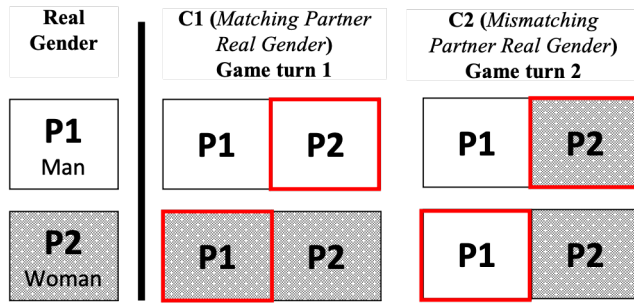 Real
Gender
C1 (Matching Partner
Real Gender)
Game turn 1
C2 (Mismatching
Partner Real Gender)
Game turn 2
P1
Man
P1 P2
P1 P2
P2
Woman
P1 P2
P1 P2